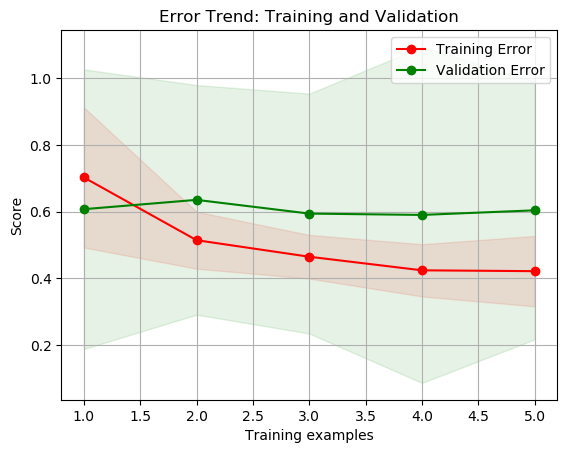 Error Trend: Training and Validation
Training Error
Validation Error
Score
1.0
0.8
0.6
0.4
0.2
1.0 1.5 2.0 2.5 3.0 3.5 4.0 4.5 5.0
Training examples